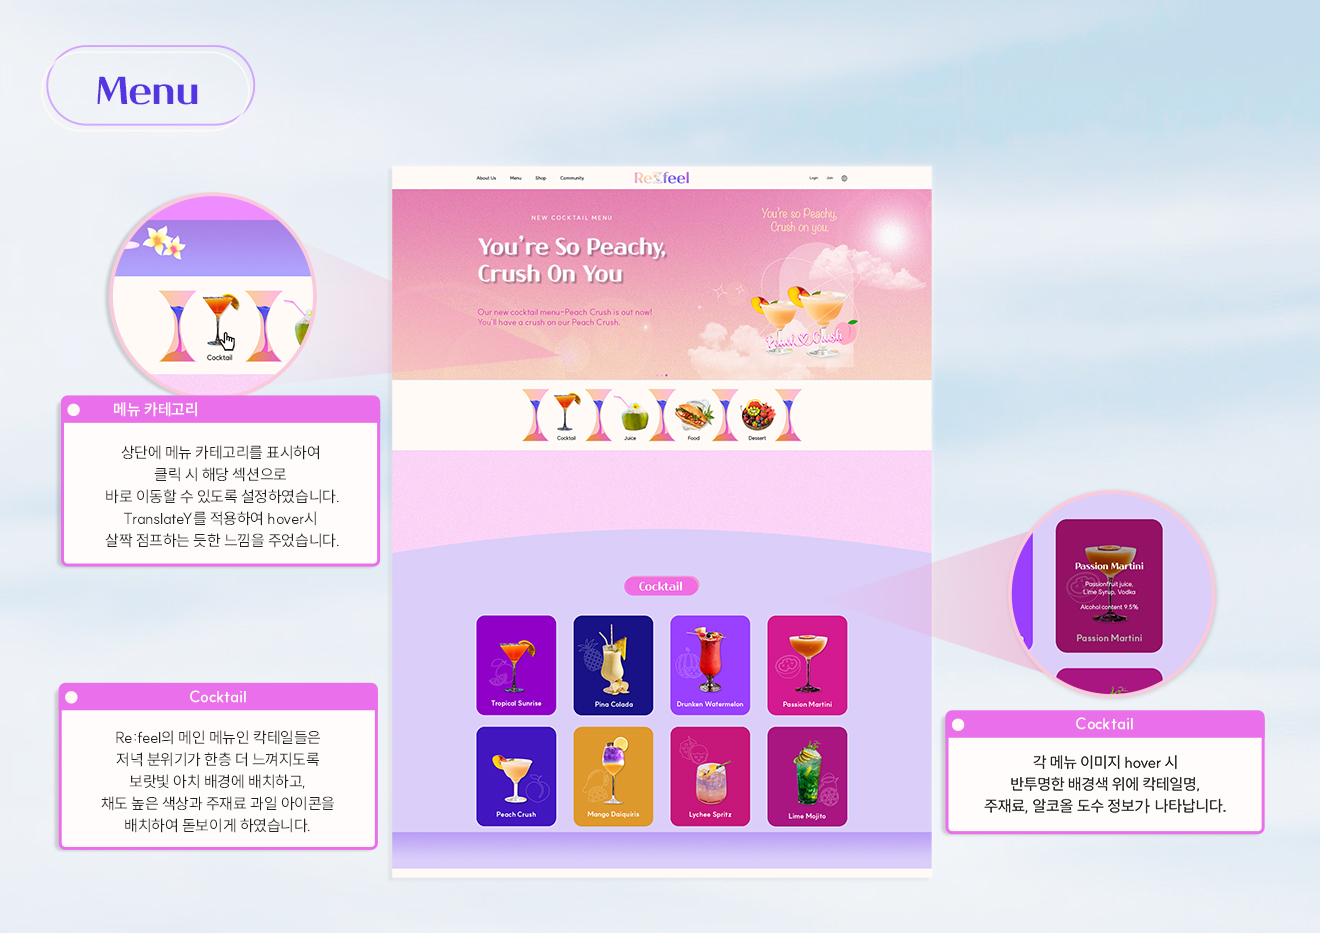 Menu
About Us Menu Shop Community
Re:feel
Login Join
NEW COCKTAIL MENU
You're So Peachy,
Crush On You
Our new cocktail menu-Peach Crush is out now!
You'll have a crush on our Peach Crush.
You're so Peachy,
Crush on you.
Peach Crush
Cocktail Juice Food Dessert
Cocktail
Tropical Sunrise
Pina Colada
Drunken Watermelon
Passion Martini
Peach Crush
Mango Daiquiris
Lychee Spritz
Lime Mojito
Cocktail
메뉴 카테고리
상단에 메뉴 카테고리를 표시하여
클릭 시 해당 섹션으로
바로 이동할 수 있도록 설정하였습니다.
TranslateY를 적용하여 hover시
살짝 점프하는 듯한 느낌을 주었습니다.
Cocktail
Re:feel의 메인 메뉴인 칵테일들은
저녁 분위기가 한층 더 느껴지도록
보랏빛 아치 배경에 배치하고,
채도 높은 색상과 주재료 과일 아이콘을
배치하여 돋보이게 하였습니다.
Passion Martini
Passionfruit juice,
Lime Syrup, Vodka
Alcohol content 9.5%
Passion Martini
Cocktail
각 메뉴 이미지 hover 시
반투명한 배경색 위에 칵테일명,
주재료, 알코올 도수 정보가 나타납니다.